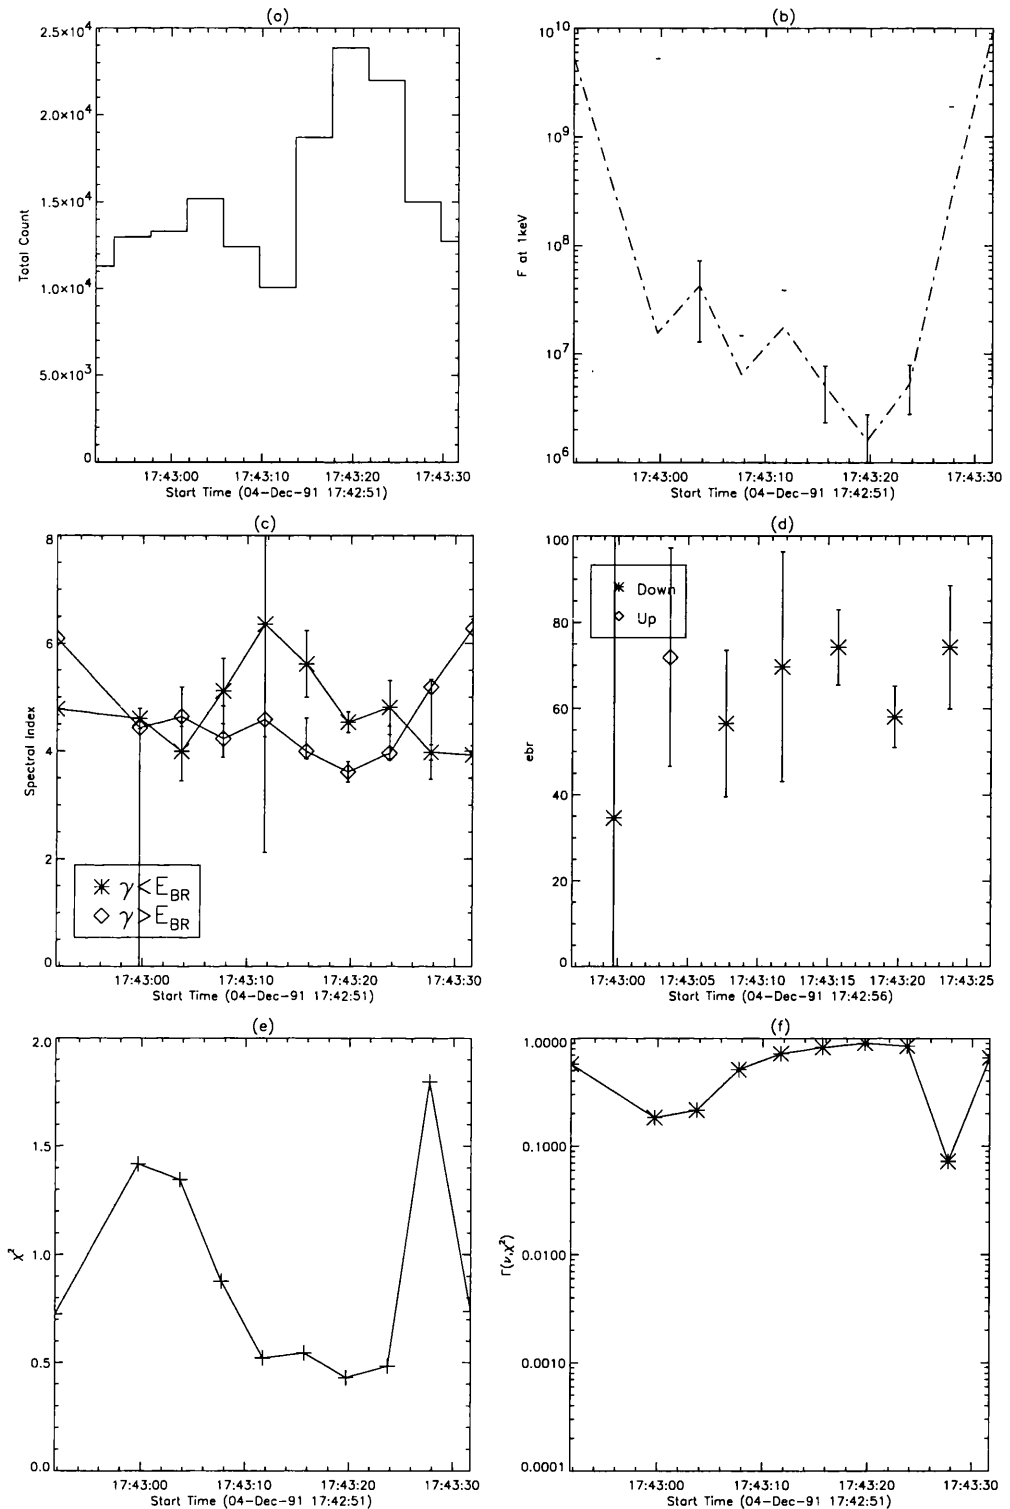 (a)
2.5×10⁴
2.0×10⁴
1.5×10⁴
1.0×10⁴
5.0×10³
0
Total Count
17:43:00 17:43:10 17:43:20 17:43:30
Start Time (04-Dec-91 17:42:51)
(b)
10¹⁰
10⁹
10⁸
10⁷
10⁶
F at 1keV
17:43:00 17:43:10 17:43:20 17:43:30
Start Time (04-Dec-91 17:42:51)
(c)
8
6
4
2
0
Spectral Index
γ<E_BR
γ>E_BR
17:43:00 17:43:10 17:43:20 17:43:30
Start Time (04-Dec-91 17:42:51)
(d)
100
80
60
40
20
0
ebr
Down
Up
17:43:00 17:43:05 17:43:10 17:43:15 17:43:20 17:43:25
Start Time (04-Dec-91 17:42:56)
(e)
2.0
1.5
1.0
0.5
0.0
χ²
17:43:00 17:43:10 17:43:20 17:43:30
Start Time (04-Dec-91 17:42:51)
(f)
1.0000
0.1000
0.0100
0.0010
0.0001
Γ(ν,χ²)
17:43:00 17:43:10 17:43:20 17:43:30
Start Time (04-Dec-91 17:42:51)